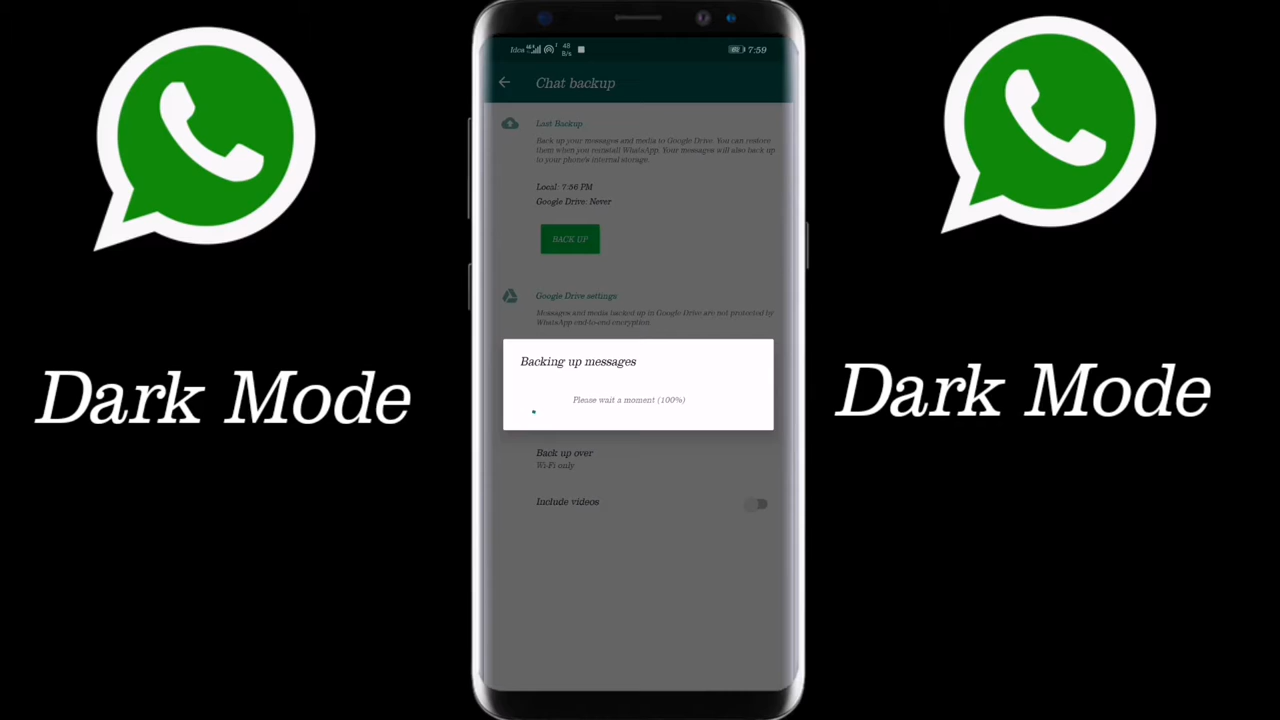 Idea 48 B/s 7:59
Chat backup
Last Backup
Back up your messages and media to Google Drive. You can restore
them when you reinstall WhatsApp. Your messages will also back up
to your phone's internal storage.
Local: 7:56 PM
Google Drive: Never
BACK UP
Google Drive settings
Messages and media backed up in Google Drive are not protected by
WhatsApp end-to-end encryption.
Backing up messages
Please wait a moment (100%)
Back up over
Wi-Fi only
Include videos
Dark Mode
Dark Mode